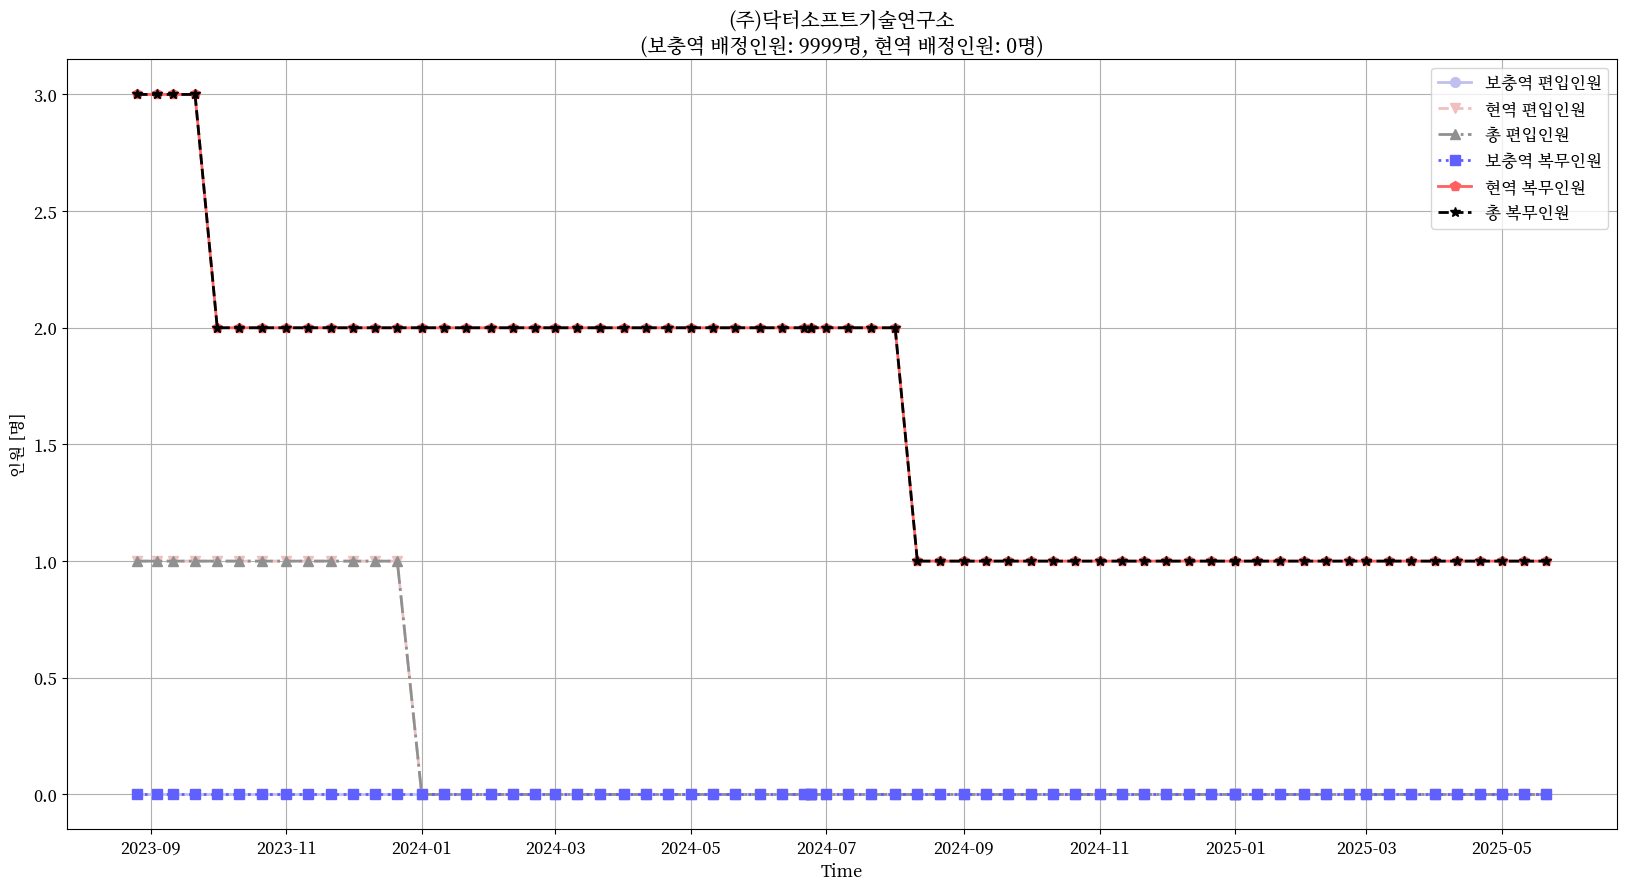 (주)닥터소프트기술연구소
(보충역 배정인원: 9999명, 현역 배정인원: 0명)
보충역 편입인원
현역 편입인원
총 편입인원
보충역 복무인원
현역 복무인원
총 복무인원
인원 [명]
3.0
2.5
2.0
1.5
1.0
0.5
0.0
2023-09 2023-11 2024-01 2024-03 2024-05 2024-07 2024-09 2024-11 2025-01 2025-03 2025-05
Time